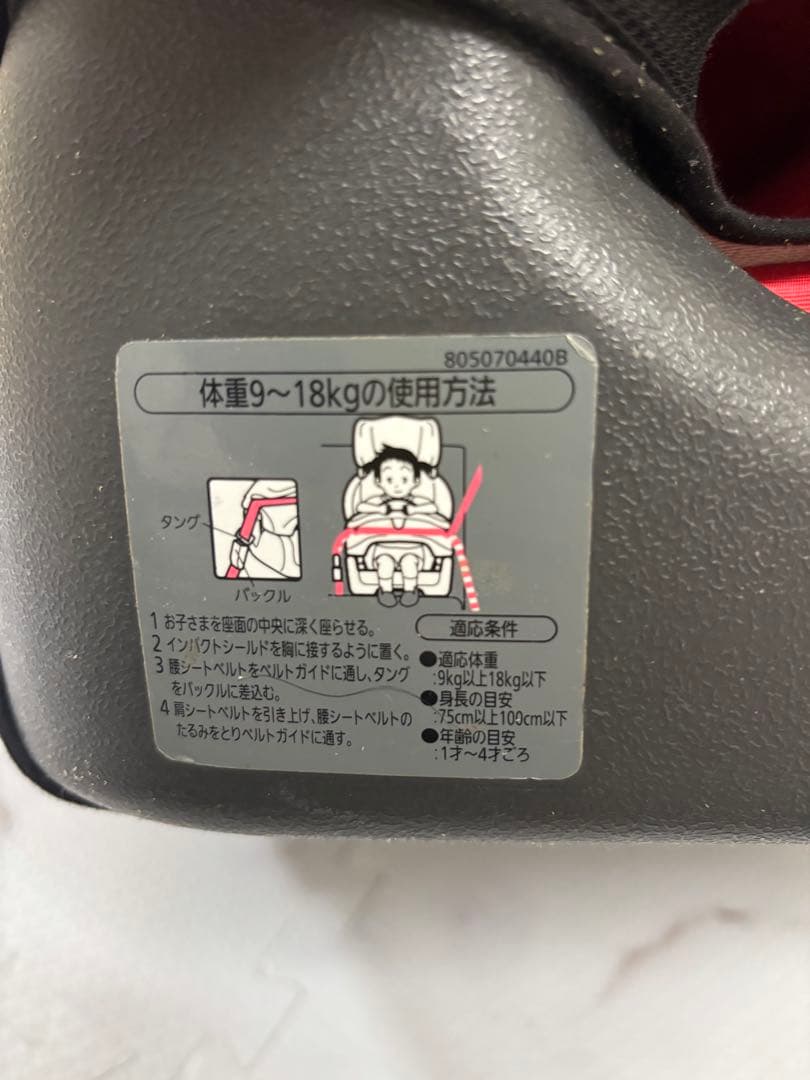 805070440B
体重9～18kgの使用方法
タング
バックル
1 お子さまを座面の中央に深く座らせる。
2 インパクトシールドを胸に接するように置く。
3 腰シートベルトをベルトガイドに通し、タング
をバックルに差込む。
4 肩シートベルトを引き上げ、腰シートベルトの
たるみをとりベルトガイドに通す。
適応条件
●適応体重
:9kg以上18kg以下
●身長の目安
:75cm以上100cm以下
●年齢の目安
:1才～4才ごろ